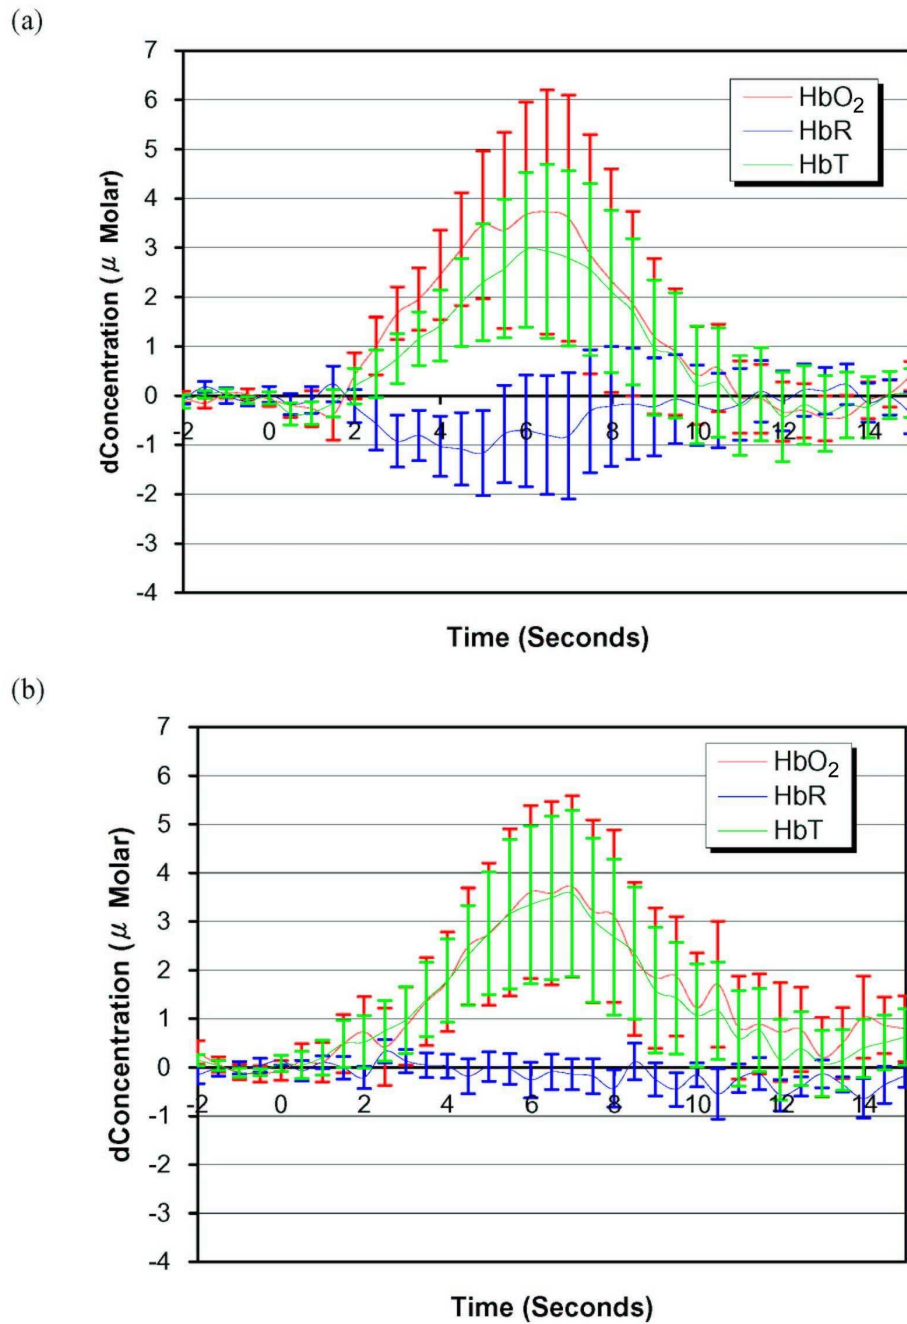 (a)
7
6
5
4
3
2
1
0
-1
-2
-3
-4
dConcentration (μ Molar)
HbO₂
HbR
HbT
-2 0 2 4 6 8 10 12 14
Time (Seconds)
(b)
7
6
5
4
3
2
1
0
-1
-2
-3
-4
dConcentration (μ Molar)
HbO₂
HbR
HbT
-2 0 2 4 6 8 10 12 14
Time (Seconds)